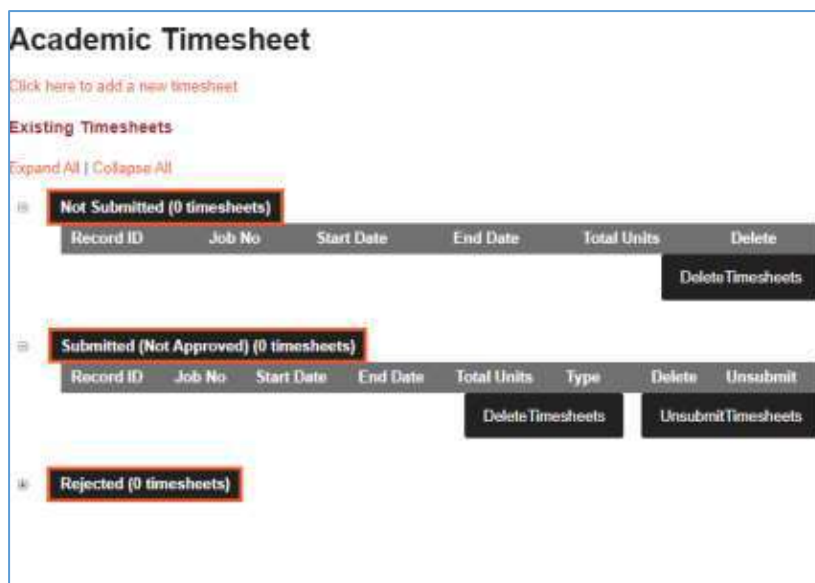 Academic Timesheet
Click here to add a new timesheet
Existing Timesheets
Expand All | Collapse All
Not Submitted (0 timesheets)
Record ID Job No Start Date End Date Total Units Delete
DeleteTimesheets
Submitted (Not Approved) (0 timesheets)
Record ID Job No Start Date End Date Total Units Type Delete Unsubmit
DeleteTimesheets UnsubmitTimesheets
Rejected (0 timesheets)